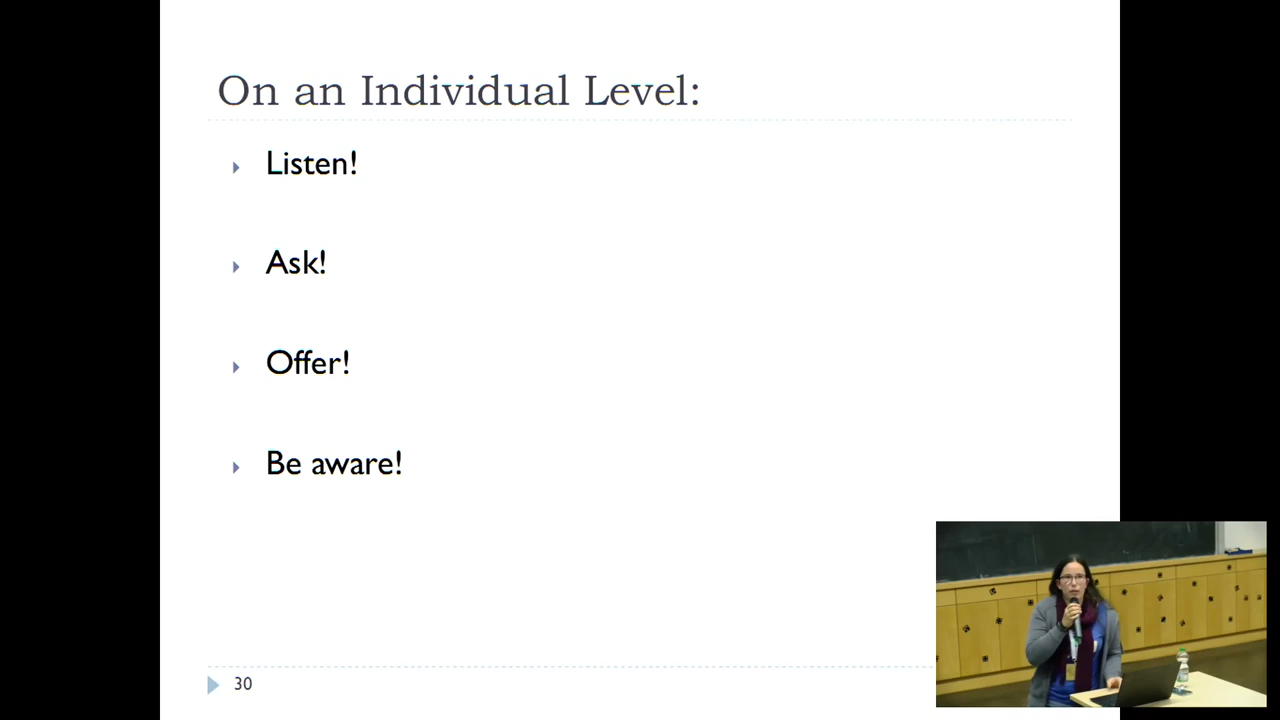 On an Individual Level:
Listen!
Ask!
Offer!
Be aware!
30